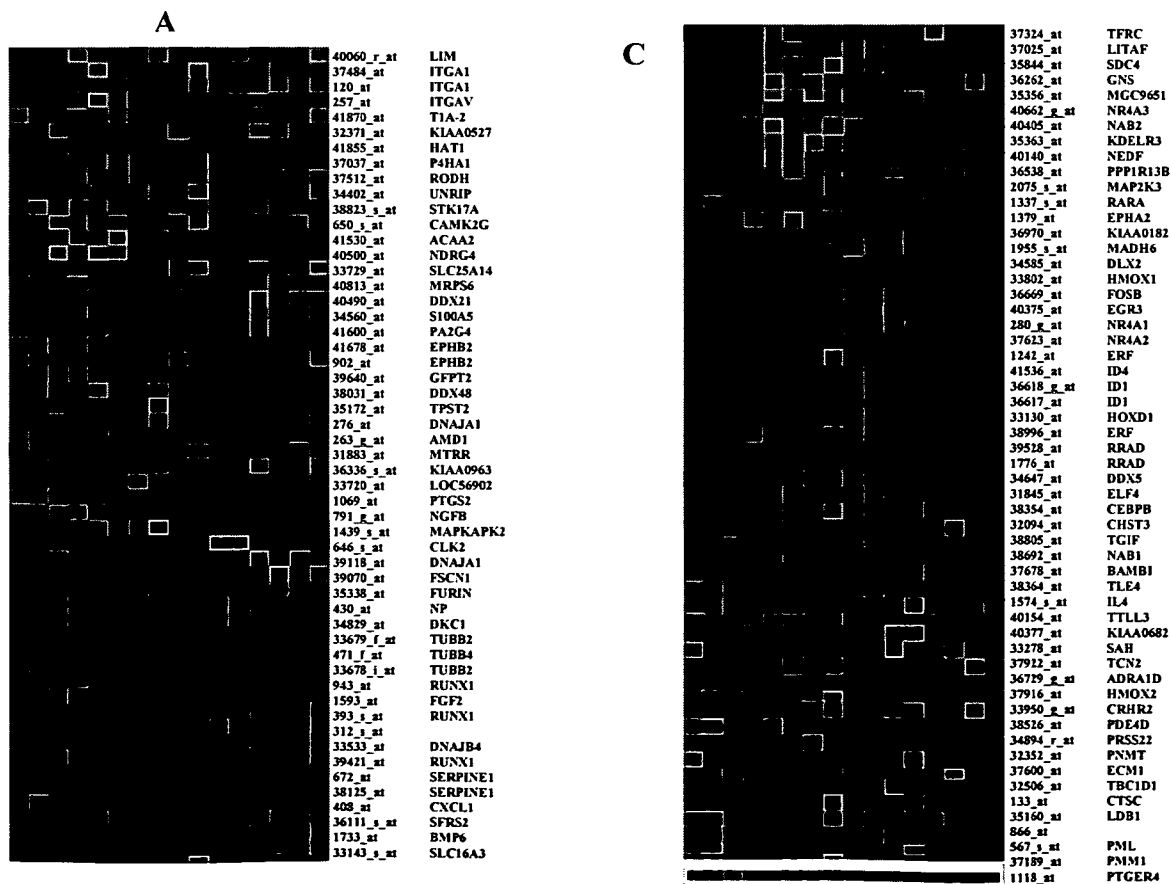 A
40060_r_at LIM
37484_at ITGA1
120_at ITGA1
257_at ITGAV
41870_at T1A-2
32371_at KIAA0527
41855_at HAT1
37037_at P4HA1
37512_at RODH
34402_at UNRIP
38823_s_at STK17A
650_s_at CAMK2G
41530_at ACAA2
40500_at NDRG4
33729_at SLC25A14
40813_at MRPS6
40490_at DDX21
34560_at S100A5
41600_at PA2G4
41678_at EPHB2
902_at EPHB2
39640_at GFPT2
38031_at DDX48
35172_at TPST2
276_at DNAJA1
263_g_at AMD1
31883_at MTRR
36336_s_at KIAA0963
33720_at LOC56902
1069_at PTGS2
791_g_at NGFB
1439_s_at MAPKAPK2
646_s_at CLK2
39118_at DNAJA1
39070_at FSCN1
35338_at FURIN
430_at NP
34829_at DKC1
33679_f_at TUBB2
471_f_at TUBB4
33678_i_at TUBB2
943_at RUNX1
1593_at FGF2
393_s_at RUNX1
312_s_at
33533_at DNAJB4
39421_at RUNX1
672_at SERPINE1
38125_at SERPINE1
408_at CXCL1
36111_s_at SFRS2
1733_at BMP6
33143_s_at SLC16A3
C
37324_at TFRC
37025_at LITAF
35844_at SDC4
36262_at GNS
35356_at MGC9651
40662_g_at NR4A3
40405_at NAB2
35363_at KDELR3
40140_at NEDF
36538_at PPP1R13B
2075_s_at MAP2K3
1337_s_at RARA
1379_at EPHA2
36970_at KIAA0182
1955_s_at MADH6
34585_at DLX2
33802_at HMOX1
36669_at FOSB
40375_at EGR3
280_g_at NR4A1
37623_at NR4A2
1242_at ERF
41536_at ID4
36618_g_at ID1
36617_at ID1
33130_at HOXD1
38996_at ERF
39528_at RRAD
1776_at RRAD
34647_at DDX5
31845_at ELF4
38354_at CEBPB
32094_at CHST3
38805_at TGIF
38692_at NAB1
37678_at BAMBI
38364_at TLE4
1574_s_at IL4
40154_at TTLL3
40377_at KIAA0682
33278_at SAH
37922_at TCN2
36729_g_at ADRA1D
37916_at HMOX2
33950_g_at CRHR2
38526_at PDE4D
34894_r_at PRSS22
32352_at PNMT
37600_at ECM1
32506_at TBC1D1
133_at CTSC
35160_at LDB1
866_at
567_s_at PML
37189_at PMM1
1118_at PTGER4